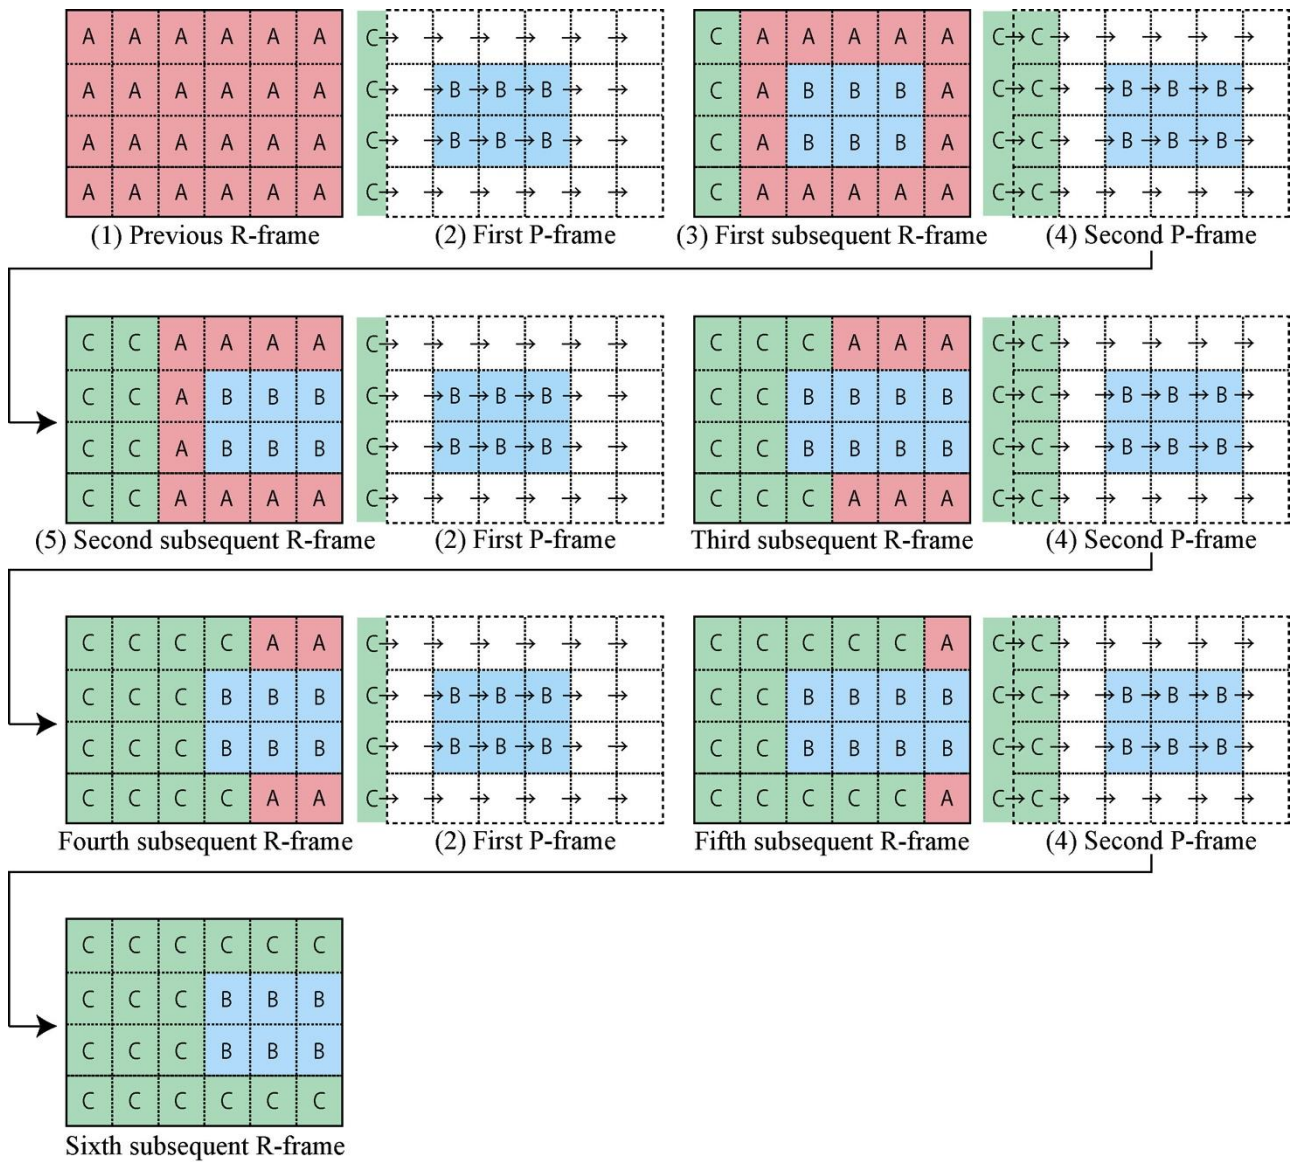 A A A A A A C→ → → → → → C A A A A A C→C→ → → → →
A A A A A A C→ →B→B→B→ → C A B B B A C→C→ →B→B→B→
A A A A A A C→ →B→B→B→ → C A B B B A C→C→ →B→B→B→
A A A A A A C→ → → → → → C A A A A A C→C→ → → → →
(1) Previous R-frame (2) First P-frame (3) First subsequent R-frame (4) Second P-frame
C C A A A A C→ → → → → → C C C A A A C→C→ → → → →
C C A B B B C→ →B→B→B→ → C C B B B B C→C→ →B→B→B→
C C A B B B C→ →B→B→B→ → C C B B B B C→C→ →B→B→B→
C C A A A A C→ → → → → → C C C A A A C→C→ → → → →
(5) Second subsequent R-frame (2) First P-frame Third subsequent R-frame (4) Second P-frame
C C C C A A C→ → → → → → C C C C C A C→C→ → → → →
C C C B B B C→ →B→B→B→ → C C B B B B C→C→ →B→B→B→
C C C B B B C→ →B→B→B→ → C C B B B B C→C→ →B→B→B→
C C C C A A C→ → → → → → C C C C C A C→C→ → → → →
Fourth subsequent R-frame (2) First P-frame Fifth subsequent R-frame (4) Second P-frame
C C C C C C
C C C B B B
C C C B B B
C C C C C C
Sixth subsequent R-frame